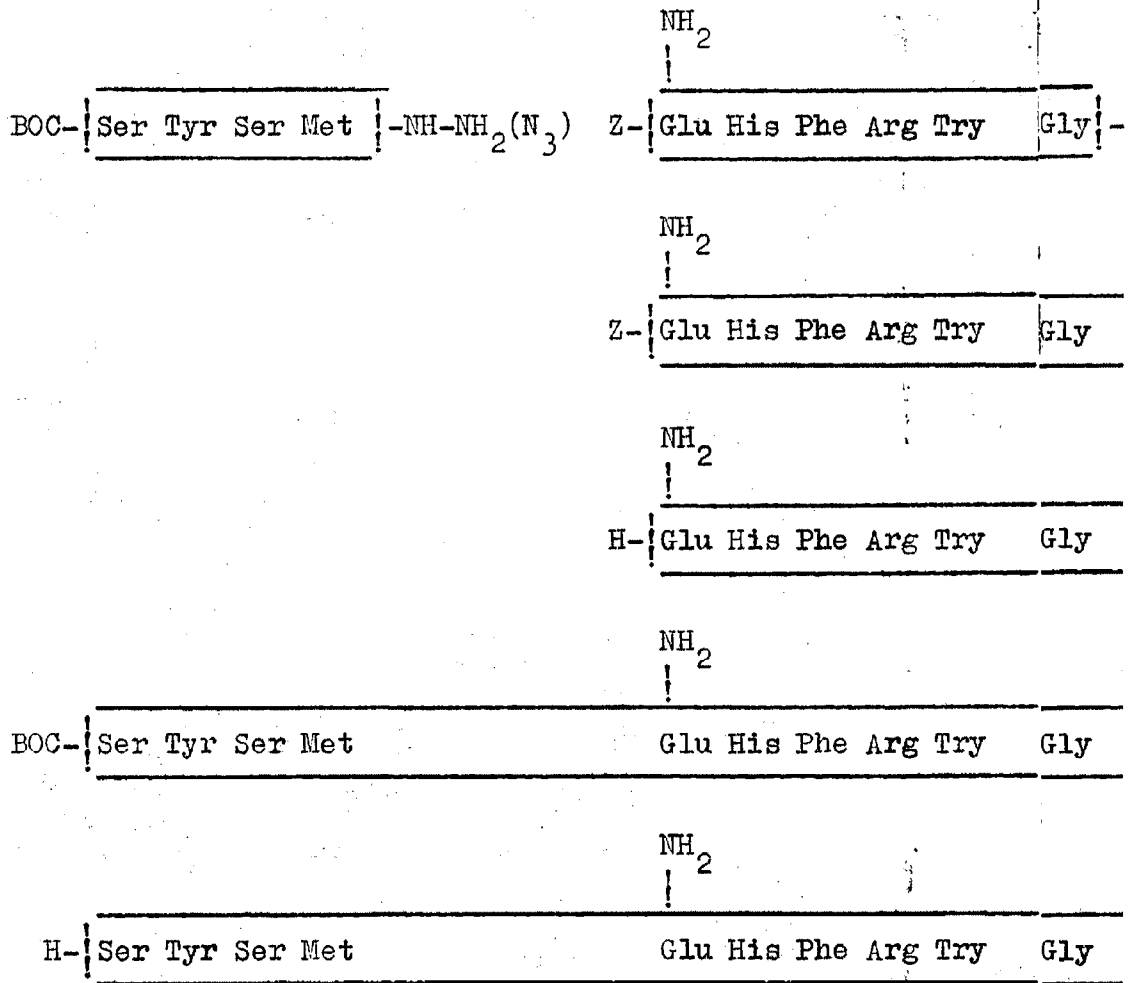 NH2
BOC- Ser Tyr Ser Met -NH-NH2(N3) Z- Glu His Phe Arg Try Gly -
NH2
Z- Glu His Phe Arg Try Gly
NH2
H- Glu His Phe Arg Try Gly
NH2
BOC- Ser Tyr Ser Met Glu His Phe Arg Try Gly
NH2
H- Ser Tyr Ser Met Glu His Phe Arg Try Gly